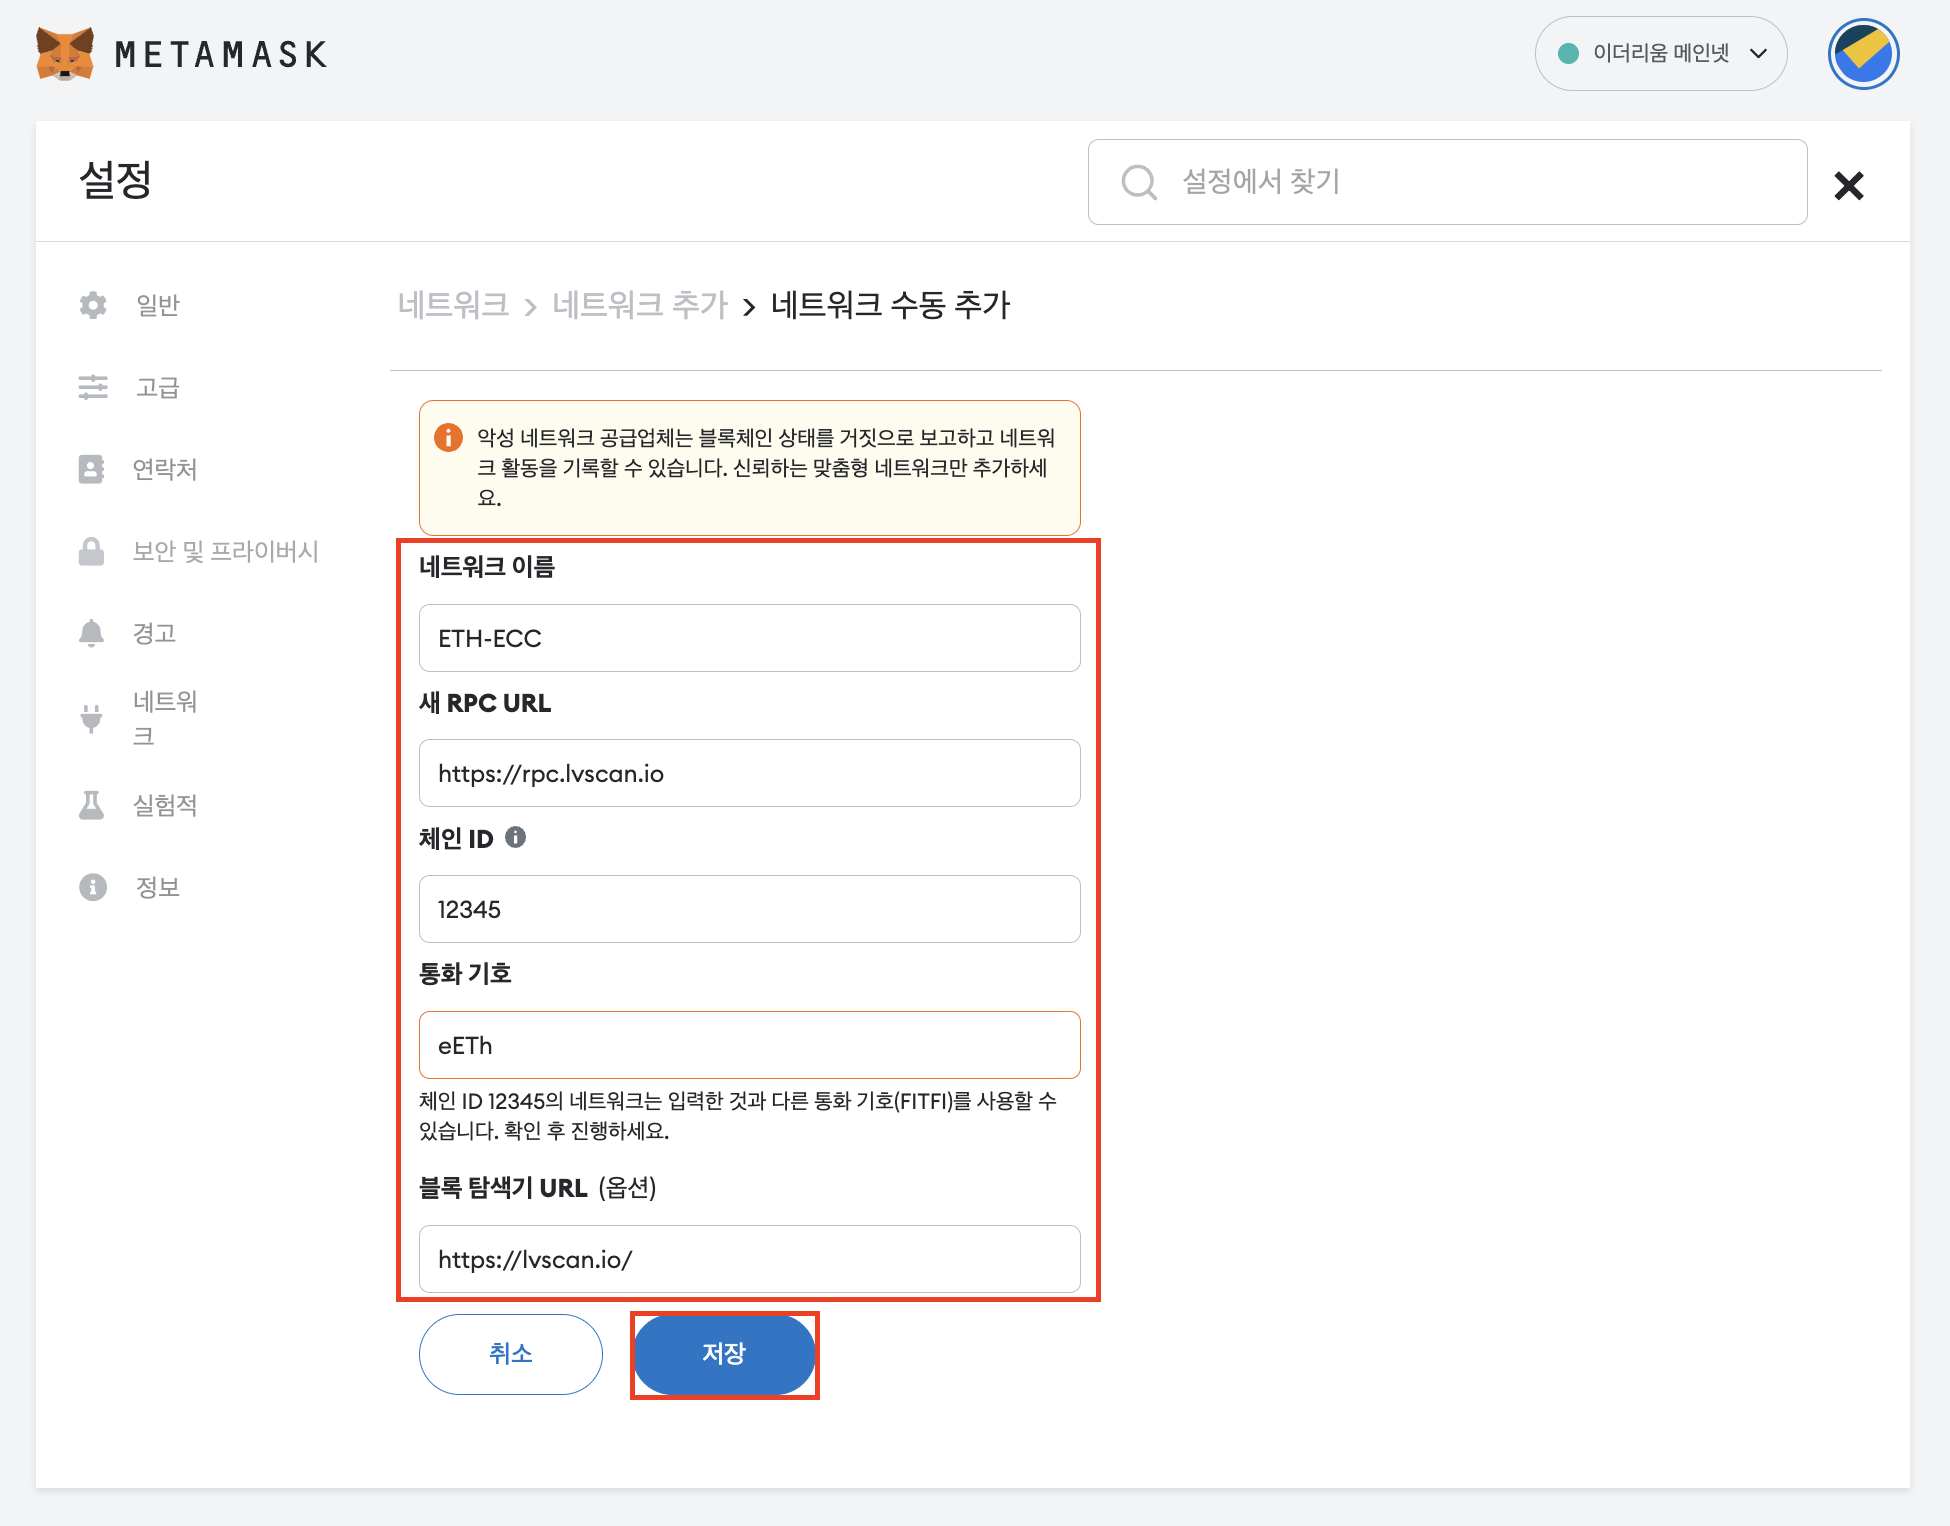 METAMASK
이더리움 메인넷
설정
설정에서 찾기
일반
고급
연락처
보안 및 프라이버시
경고
네트워
크
실험적
정보
네트워크 > 네트워크 추가 > 네트워크 수동 추가
악성 네트워크 공급업체는 블록체인 상태를 거짓으로 보고하고 네트워
크 활동을 기록할 수 있습니다. 신뢰하는 맞춤형 네트워크만 추가하세
요.
네트워크 이름
ETH-ECC
새 RPC URL
https://rpc.lvscan.io
체인 ID
12345
통화 기호
eETh
체인 ID 12345의 네트워크는 입력한 것과 다른 통화 기호(FITFI)를 사용할 수
있습니다. 확인 후 진행하세요.
블록 탐색기 URL (옵션)
https://lvscan.io/
취소
저장